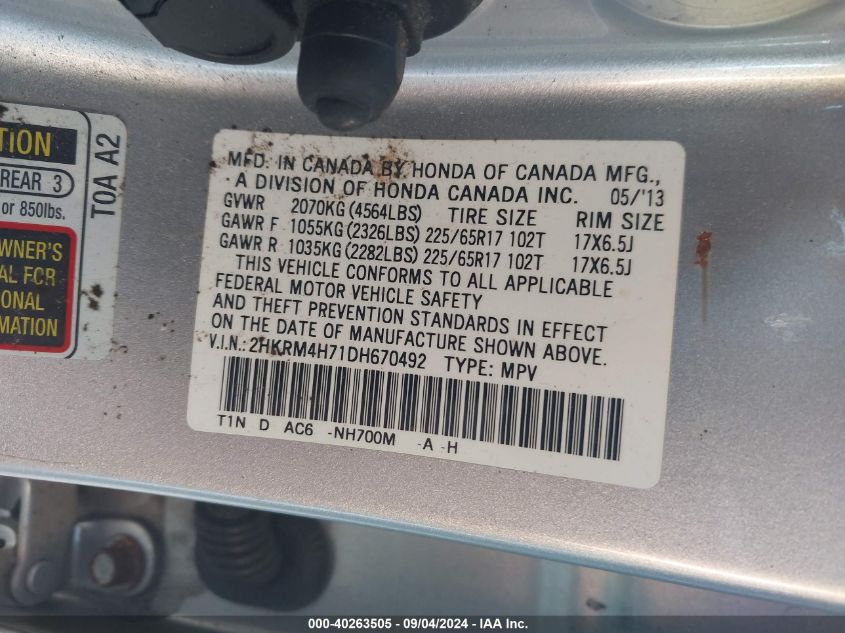 TION
REAR 3
or 850lbs.
OWNER'S
AL FOR
IONAL
RMATION
T0A A2
MFD. IN CANADA BY HONDA OF CANADA MFG.,
A DIVISION OF HONDA CANADA INC. 05/'13
GVWR 2070KG (4564LBS) TIRE SIZE RIM SIZE
GAWR F 1055KG (2326LBS) 225/65R17 102T 17X6.5J
GAWR R 1035KG (2282LBS) 225/65R17 102T 17X6.5J
THIS VEHICLE CONFORMS TO ALL APPLICABLE
FEDERAL MOTOR VEHICLE SAFETY
AND THEFT PREVENTION STANDARDS IN EFFECT
ON THE DATE OF MANUFACTURE SHOWN ABOVE.
V.I.N.: 2HKRM4H71DH670492 TYPE: MPV
T1N D AC6 -NH700M -A -H
000-40263505 - 09/04/2024 - IAA Inc.